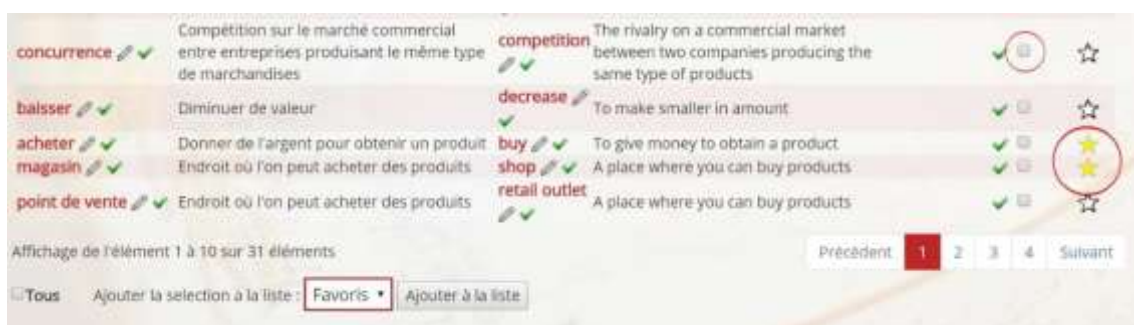 concurrence Compétition sur le marché commercial entre entreprises produisant le même type de marchandises competition The rivalry on a commercial market between two companies producing the same type of products
baisser Diminuer de valeur decrease To make smaller in amount
acheter Donner de l'argent pour obtenir un produit buy To give money to obtain a product
magasin Endroit où l'on peut acheter des produits shop A place where you can buy products
point de vente Endroit où l'on peut acheter des produits retail outlet A place where you can buy products
Affichage de l'élément 1 à 10 sur 31 éléments Précédent 1 2 3 4 Suivant
Tous Ajouter la selection à la liste : Favoris Ajouter à la liste